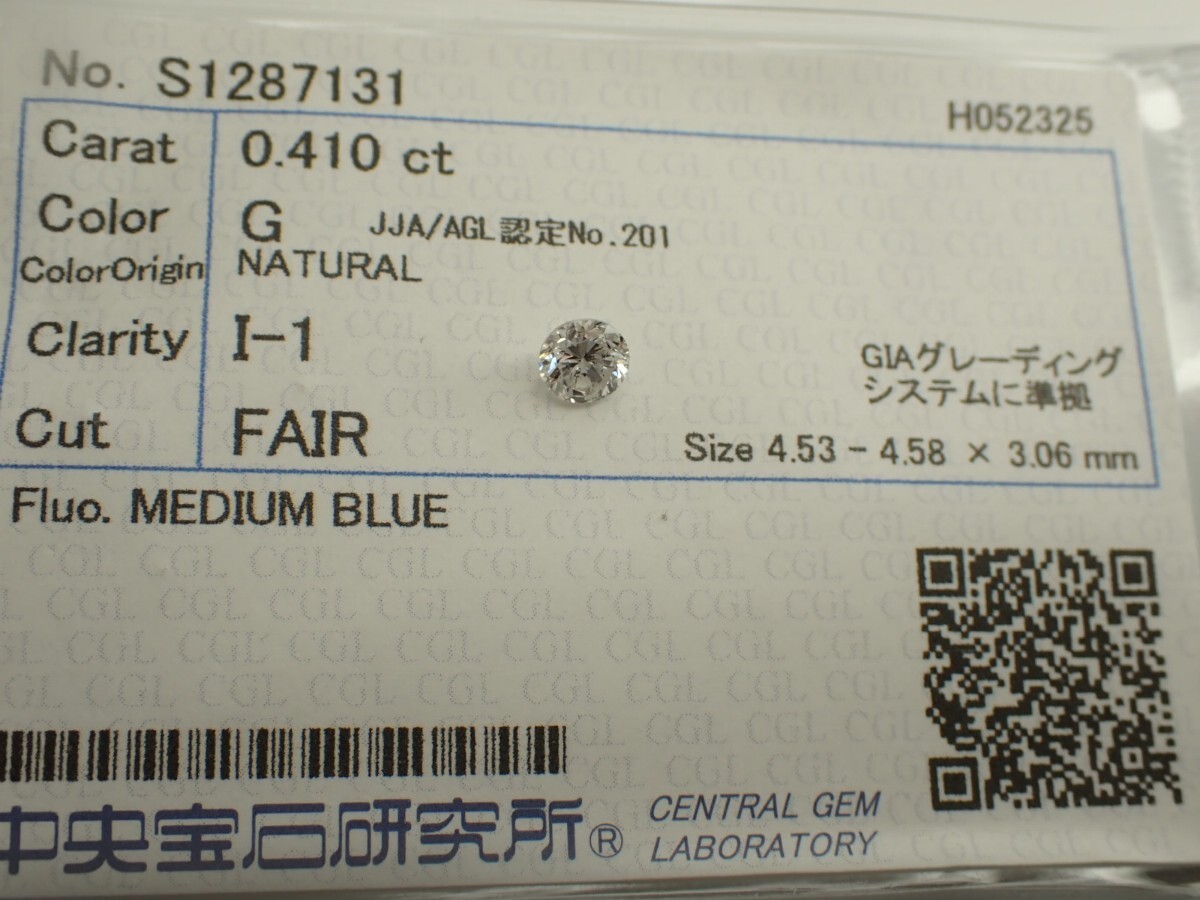 No. S1287131
H052325
Carat 0.410 ct
Color G JJA/AGL認定No.201
ColorOrigin NATURAL
Clarity I-1
GIAグレーディング
システムに準拠
Cut FAIR
Size 4.53 - 4.58 × 3.06 mm
Fluo. MEDIUM BLUE
中央宝石研究所®
CENTRAL GEM
LABORATORY